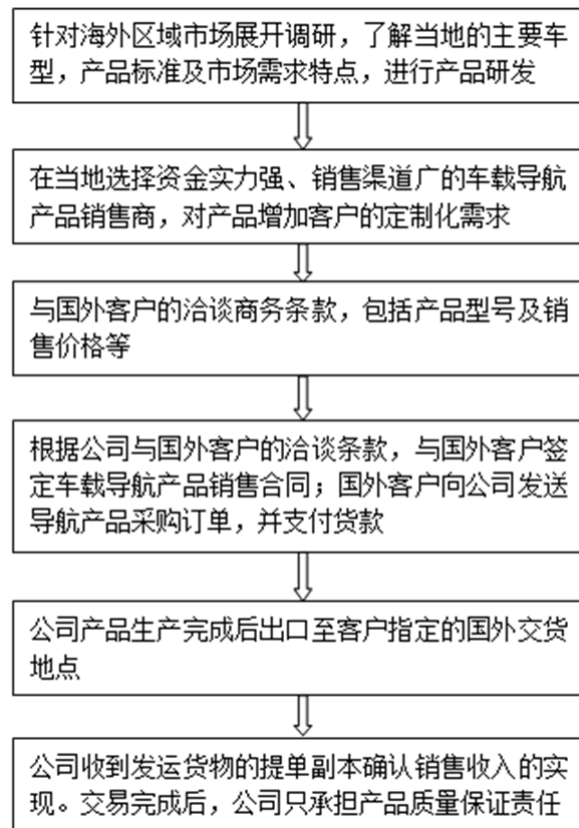 针对海外区域市场展开调研，了解当地的主要车
型，产品标准及市场需求特点，进行产品研发
在当地选择资金实力强、销售渠道广的车载导航
产品销售商，对产品增加客户的定制化需求
与国外客户的洽谈商务条款，包括产品型号及销
售价格等
根据公司与国外客户的洽谈条款，与国外客户签
定车载导航产品销售合同；国外客户向公司发送
导航产品采购订单，并支付货款
公司产品生产完成后出口至客户指定的国外交货
地点
公司收到发运货物的提单副本确认销售收入的实
现。交易完成后，公司只承担产品质量保证责任